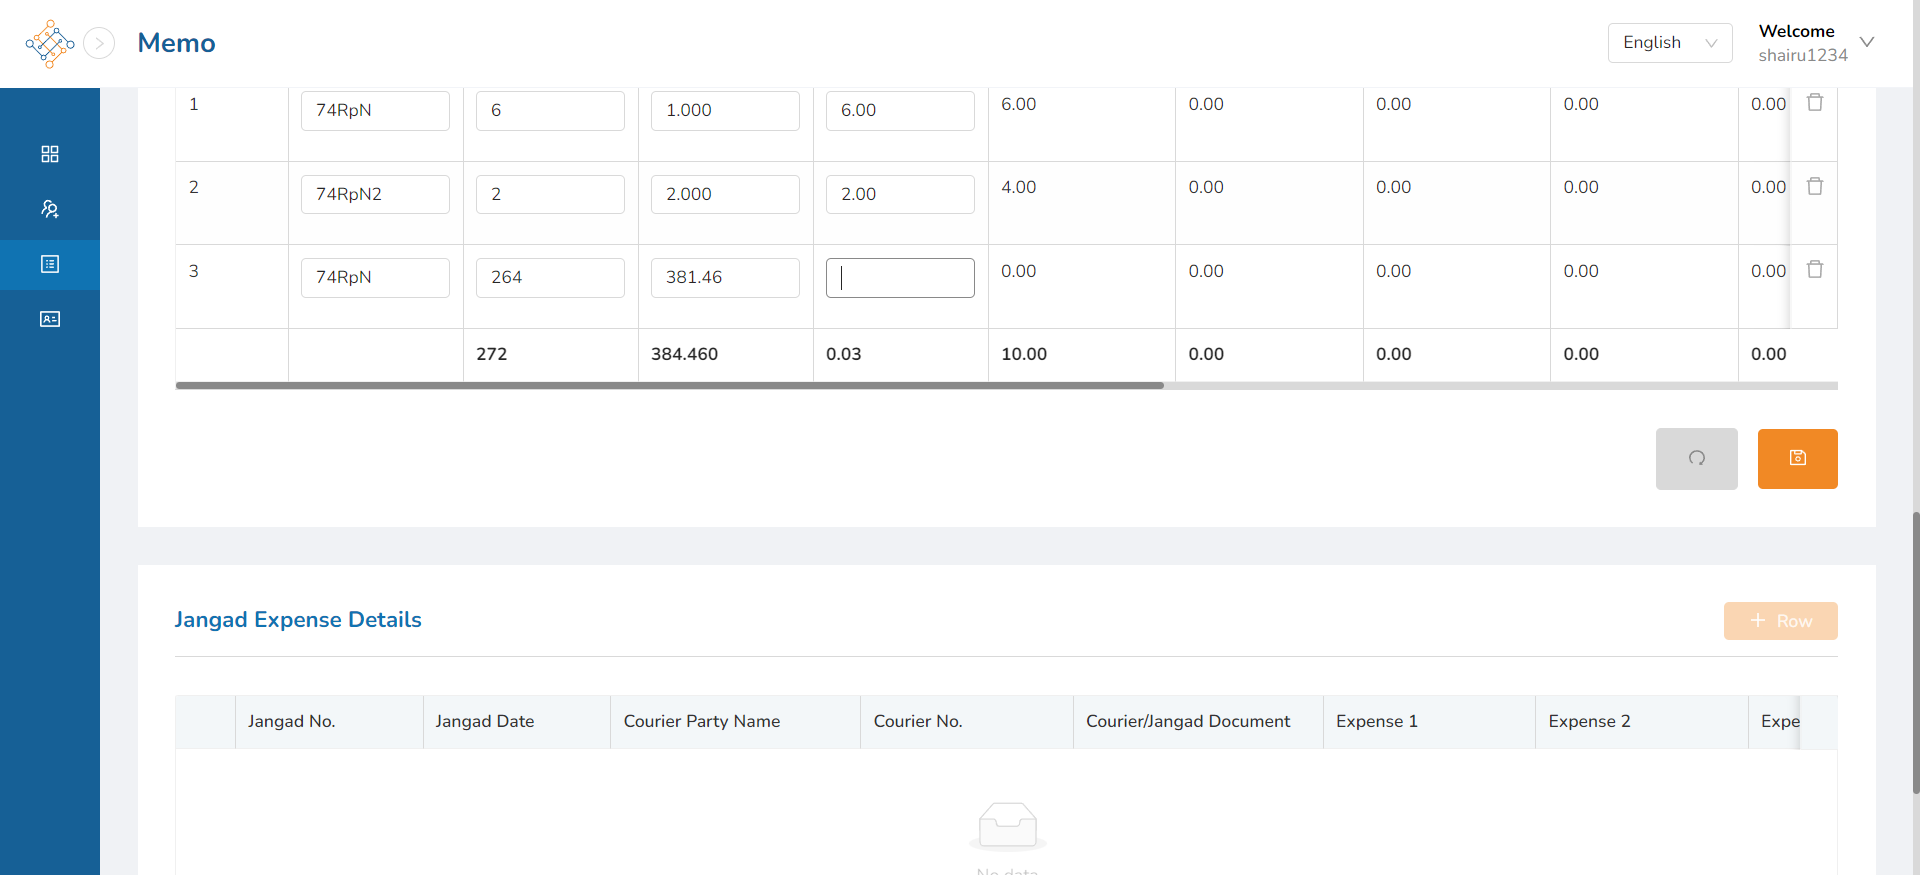 Memo
English
Welcome
shairu1234
1 74RpN 6 1.000 6.00 6.00 0.00 0.00 0.00 0.00
2 74RpN2 2 2.000 2.00 4.00 0.00 0.00 0.00 0.00
3 74RpN 264 381.46 0.00 0.00 0.00 0.00 0.00
272 384.460 0.03 10.00 0.00 0.00 0.00 0.00
Jangad Expense Details
+ Row
Jangad No. Jangad Date Courier Party Name Courier No. Courier/Jangad Document Expense 1 Expense 2 Expe
No data